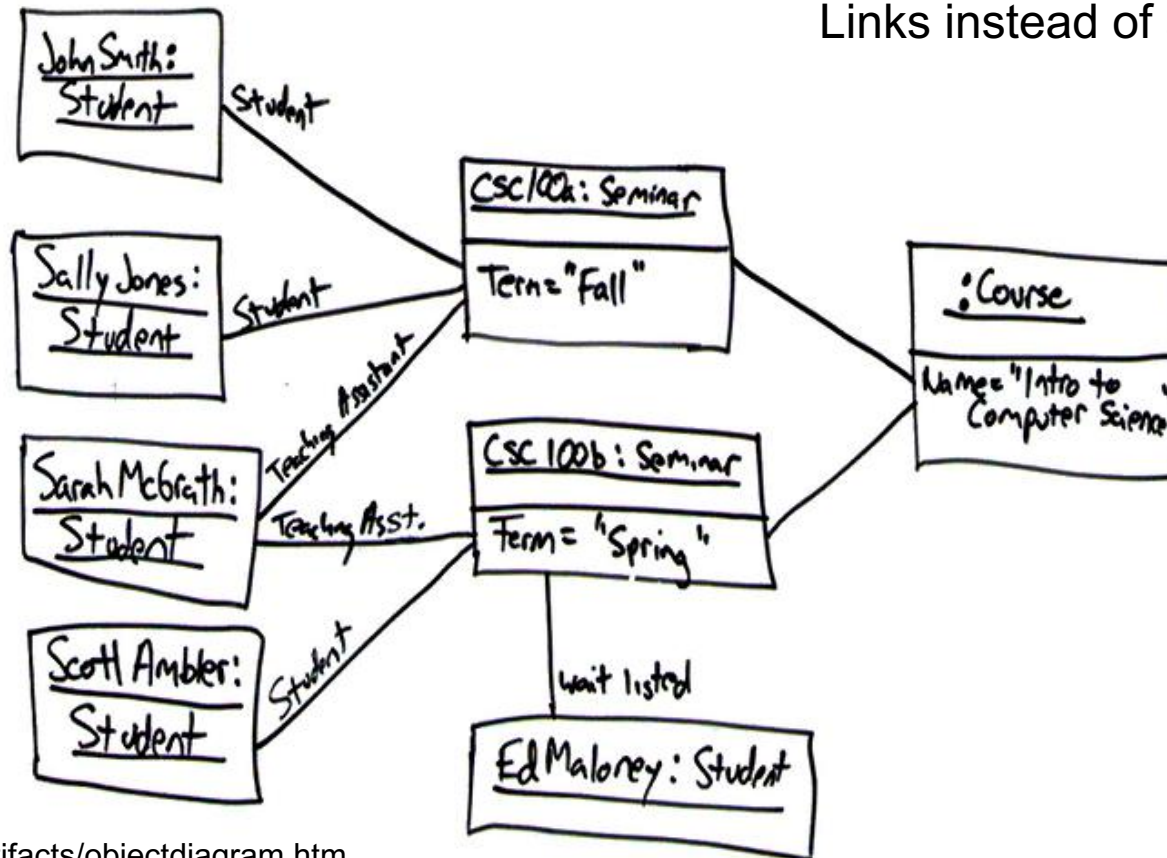 Links instead of
John Smith:
Student
Student
Sally Jones:
Student
Student
Sarah McGrath:
Student
Teaching Assistant
Teaching Asst.
Scott Ambler:
Student
Student
CSC100a: Seminar
Term="Fall"
CSC 100b: Seminar
Term= "Spring"
wait listed
Ed Maloney: Student
:Course
Name="Intro to
Computer Science"
ifacts/objectdiagram.htm